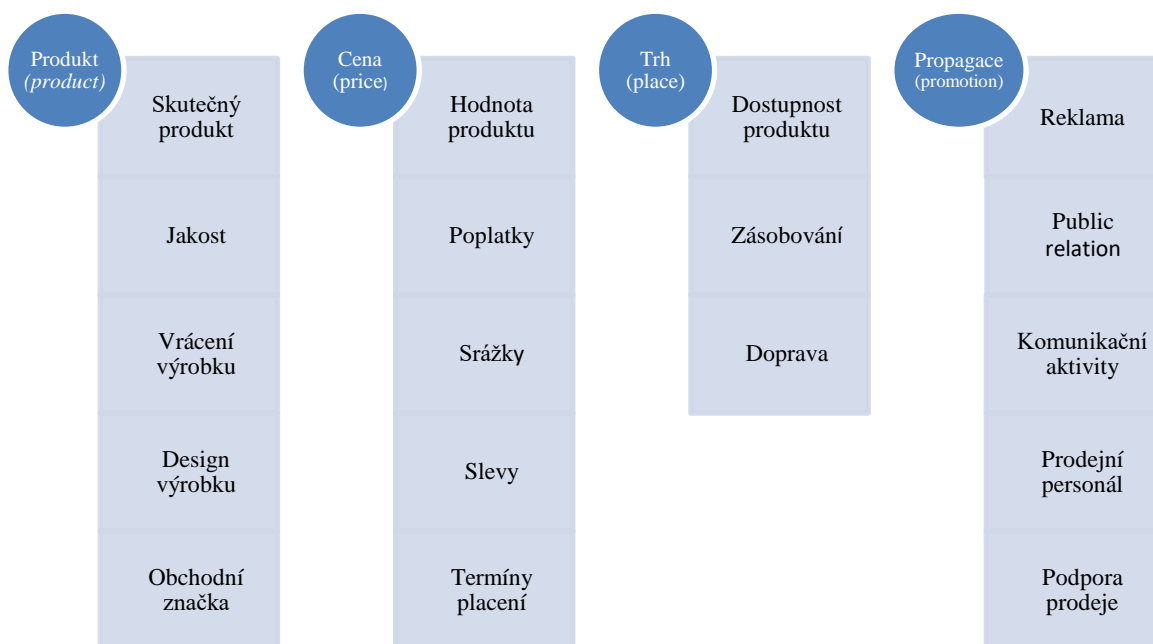 Produkt
(product)
Skutečný
produkt
Jakost
Vrácení
výrobku
Design
výrobku
Obchodní
značka
Cena
(price)
Hodnota
produktu
Poplatky
Srážky
Slevy
Termíny
placení
Trh
(place)
Dostupnost
produktu
Zásobování
Doprava
Propagace
(promotion)
Reklama
Public
relation
Komunikační
aktivity
Prodejní
personál
Podpora
prodeje